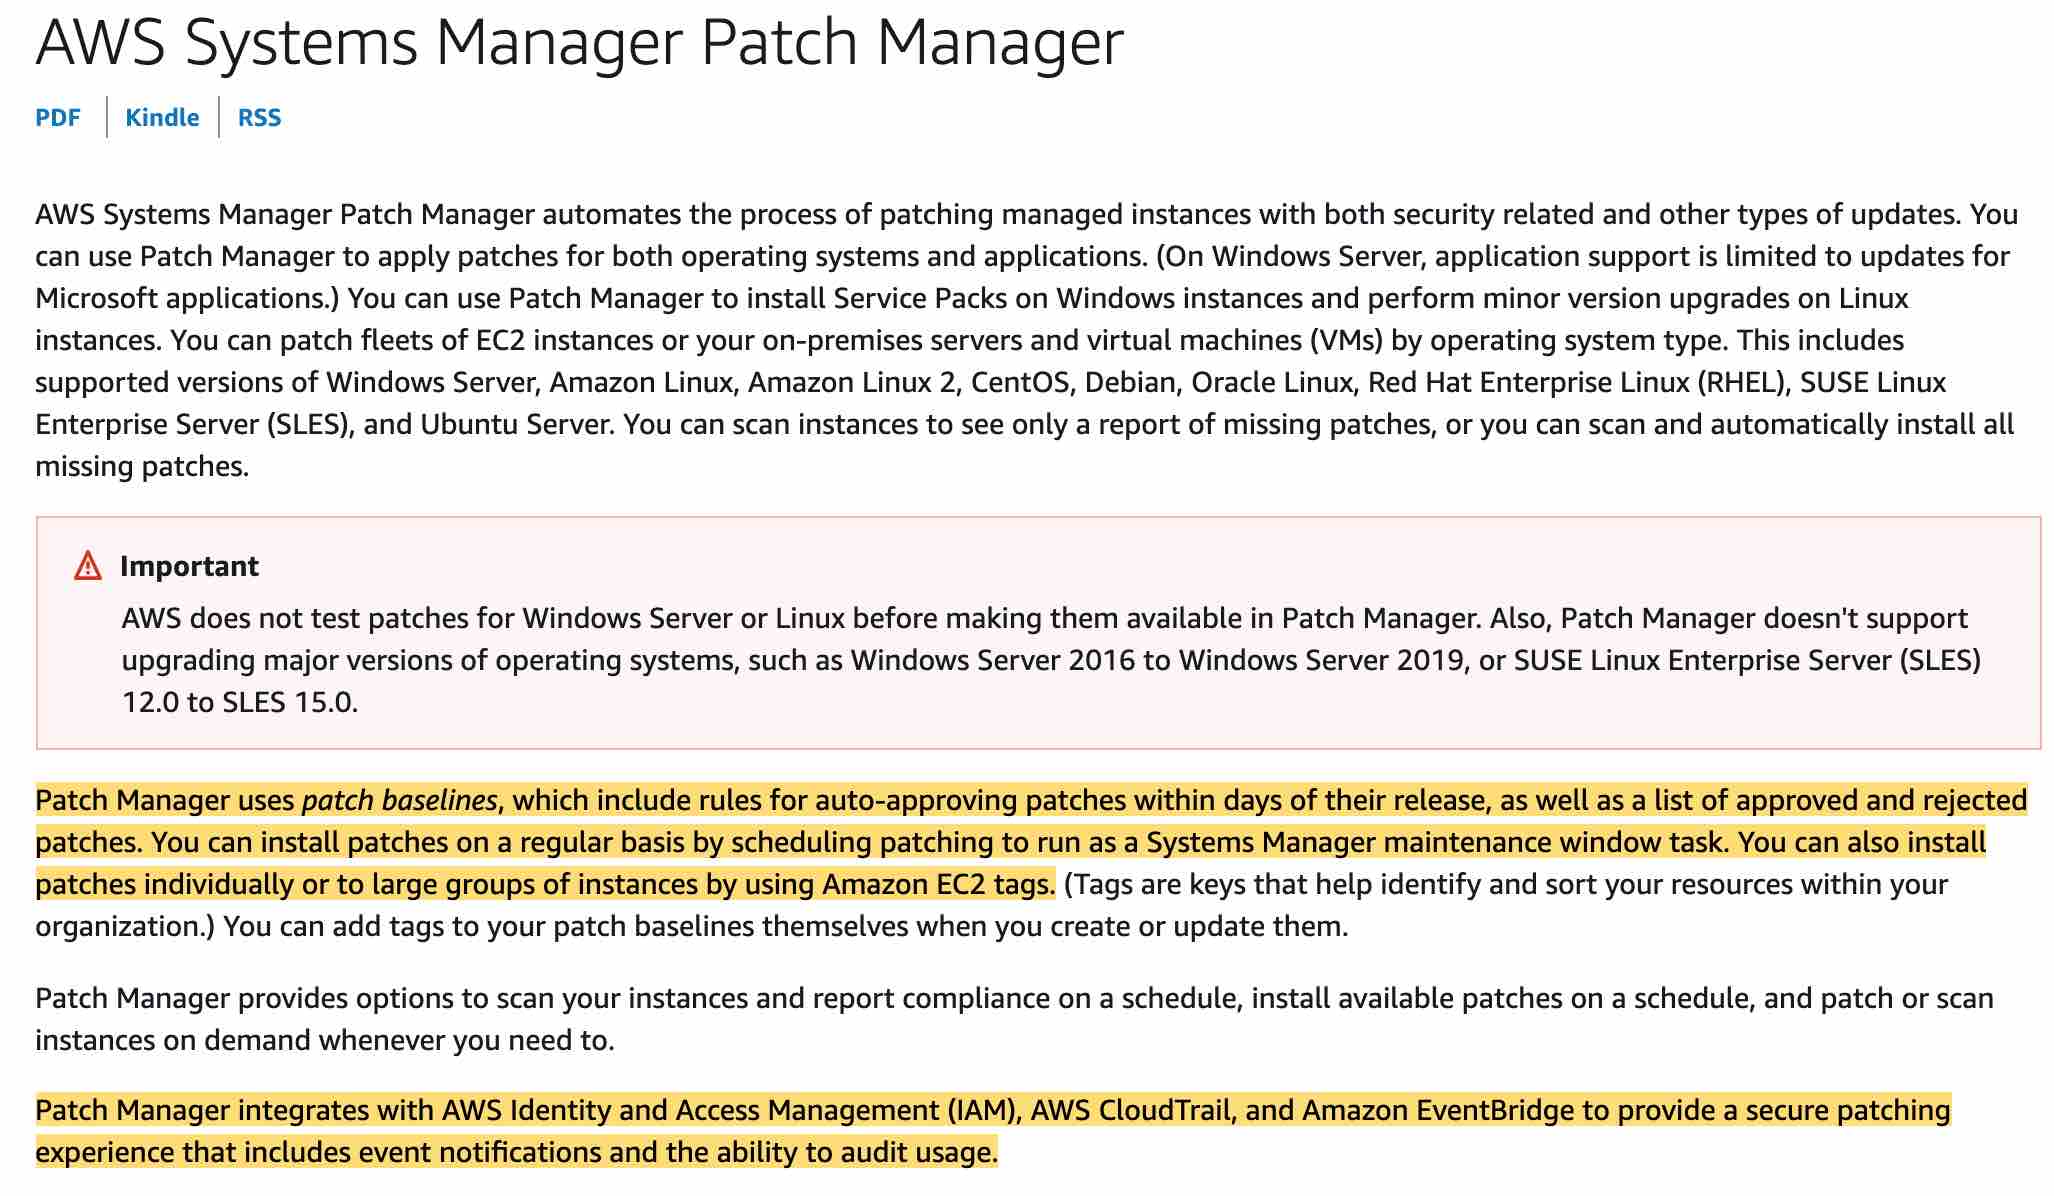 AWS Systems Manager Patch Manager
PDF | Kindle | RSS
AWS Systems Manager Patch Manager automates the process of patching managed instances with both security related and other types of updates. You
can use Patch Manager to apply patches for both operating systems and applications. (On Windows Server, application support is limited to updates for
Microsoft applications.) You can use Patch Manager to install Service Packs on Windows instances and perform minor version upgrades on Linux
instances. You can patch fleets of EC2 instances or your on-premises servers and virtual machines (VMs) by operating system type. This includes
supported versions of Windows Server, Amazon Linux, Amazon Linux 2, CentOS, Debian, Oracle Linux, Red Hat Enterprise Linux (RHEL), SUSE Linux
Enterprise Server (SLES), and Ubuntu Server. You can scan instances to see only a report of missing patches, or you can scan and automatically install all
missing patches.
Important
AWS does not test patches for Windows Server or Linux before making them available in Patch Manager. Also, Patch Manager doesn't support
upgrading major versions of operating systems, such as Windows Server 2016 to Windows Server 2019, or SUSE Linux Enterprise Server (SLES)
12.0 to SLES 15.0.
Patch Manager uses patch baselines, which include rules for auto-approving patches within days of their release, as well as a list of approved and rejected
patches. You can install patches on a regular basis by scheduling patching to run as a Systems Manager maintenance window task. You can also install
patches individually or to large groups of instances by using Amazon EC2 tags. (Tags are keys that help identify and sort your resources within your
organization.) You can add tags to your patch baselines themselves when you create or update them.
Patch Manager provides options to scan your instances and report compliance on a schedule, install available patches on a schedule, and patch or scan
instances on demand whenever you need to.
Patch Manager integrates with AWS Identity and Access Management (IAM), AWS CloudTrail, and Amazon EventBridge to provide a secure patching
experience that includes event notifications and the ability to audit usage.